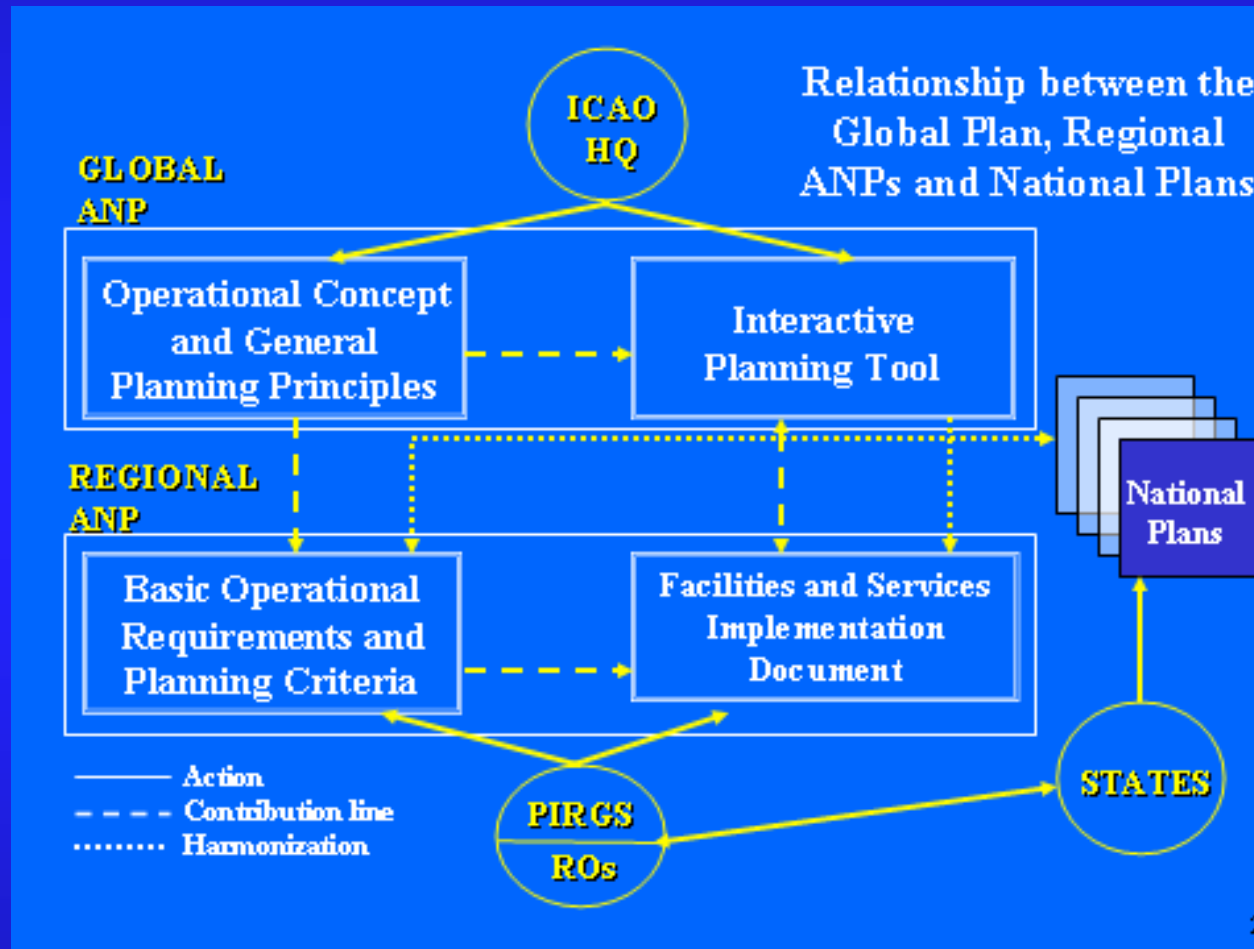 Relationship between the
Global Plan, Regional
ANPs and National Plans
ICAO
HQ
GLOBAL
ANP
Operational Concept
and General
Planning Principles
Interactive
Planning Tool
REGIONAL
ANP
National
Plans
Basic Operational
Requirements and
Planning Criteria
Facilities and Services
Implementation
Document
Action
Contribution line
Harmonization
PIRGS
ROs
STATES